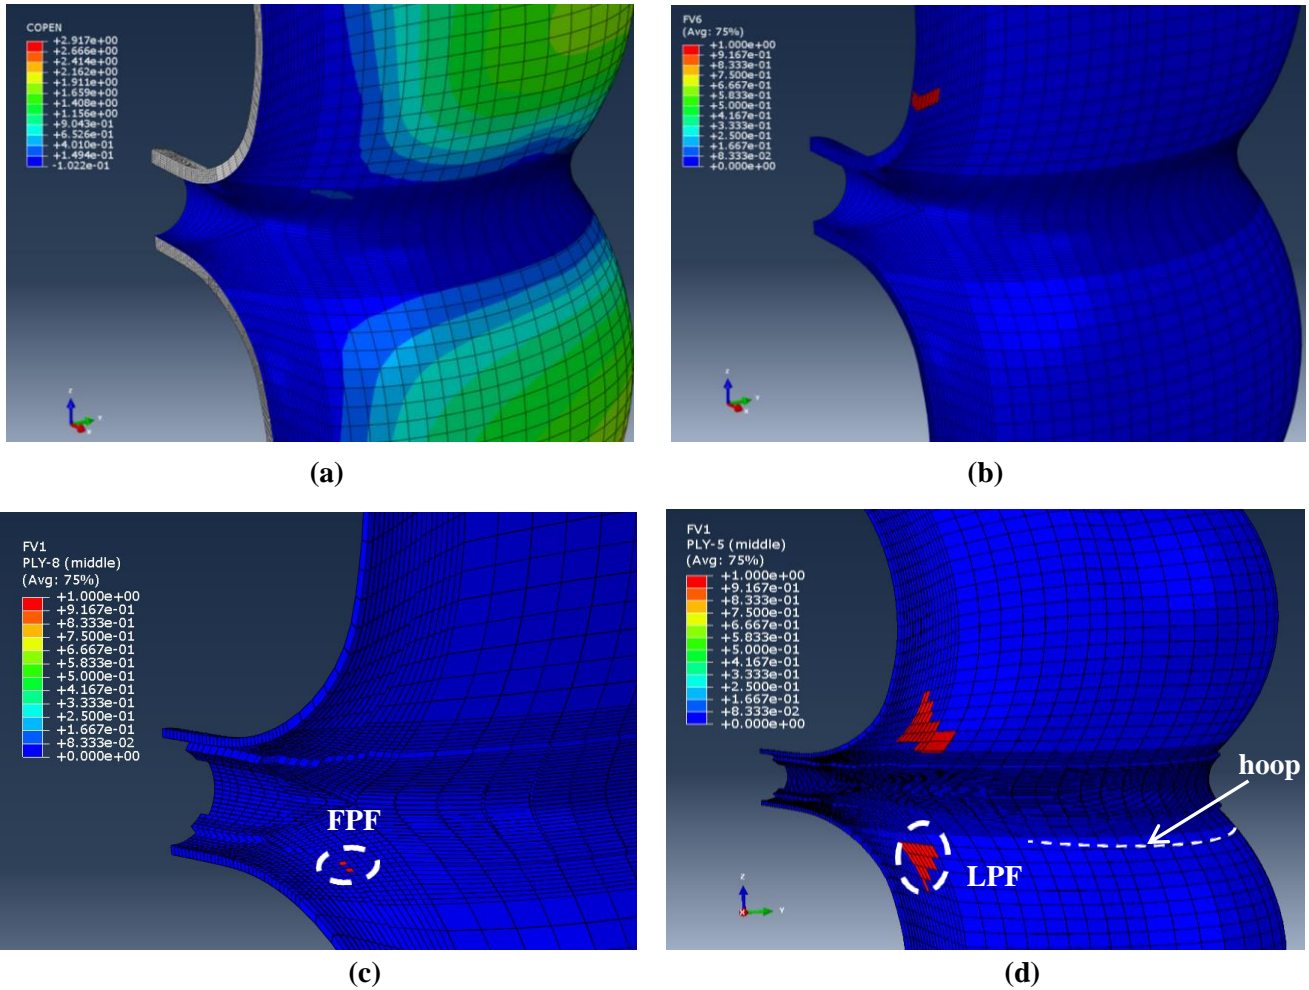 COPEN
+2.917e+00
+2.666e+00
+2.414e+00
+2.162e+00
+1.911e+00
+1.659e+00
+1.408e+00
+1.156e+00
+9.043e-01
+6.526e-01
+4.010e-01
+1.494e-01
-1.022e-01
z
Y
X
(a)
FV6
(Avg: 75%)
+1.000e+00
+9.167e-01
+8.333e-01
+7.500e-01
+6.667e-01
+5.833e-01
+5.000e-01
+4.167e-01
+3.333e-01
+2.500e-01
+1.667e-01
+8.333e-02
+0.000e+00
z
Y
X
(b)
FV1
PLY-8 (middle)
(Avg: 75%)
+1.000e+00
+9.167e-01
+8.333e-01
+7.500e-01
+6.667e-01
+5.833e-01
+5.000e-01
+4.167e-01
+3.333e-01
+2.500e-01
+1.667e-01
+8.333e-02
+0.000e+00
FPF
(c)
FV1
PLY-5 (middle)
(Avg: 75%)
+1.000e+00
+9.167e-01
+8.333e-01
+7.500e-01
+6.667e-01
+5.833e-01
+5.000e-01
+4.167e-01
+3.333e-01
+2.500e-01
+1.667e-01
+8.333e-02
+0.000e+00
hoop
LPF
Z
Y
X
(d)